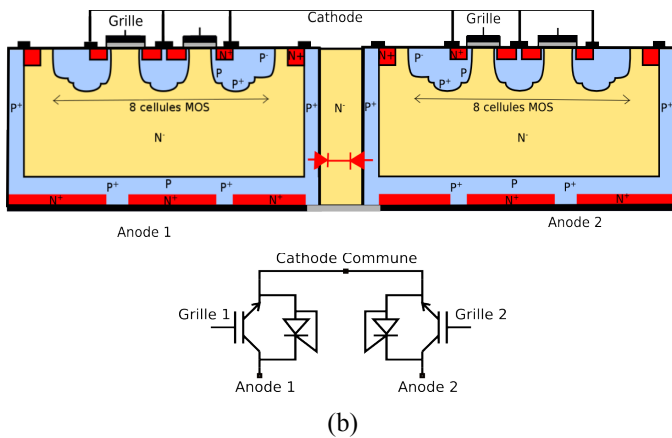 Cathode
Grille
Grille
N⁺
P⁻
N+
N+
P⁻
P
P⁺
P
P⁺
P⁺
P⁺
N⁻
P⁺
P⁺
8 cellules MOS
8 cellules MOS
N⁻
N⁻
P⁺
P
P⁺
P⁺
P
P⁺
N⁺
N⁺
N⁺
Anode 1
Anode 2
Cathode Commune
Grille 1
Grille 2
Anode 1
Anode 2
(b)